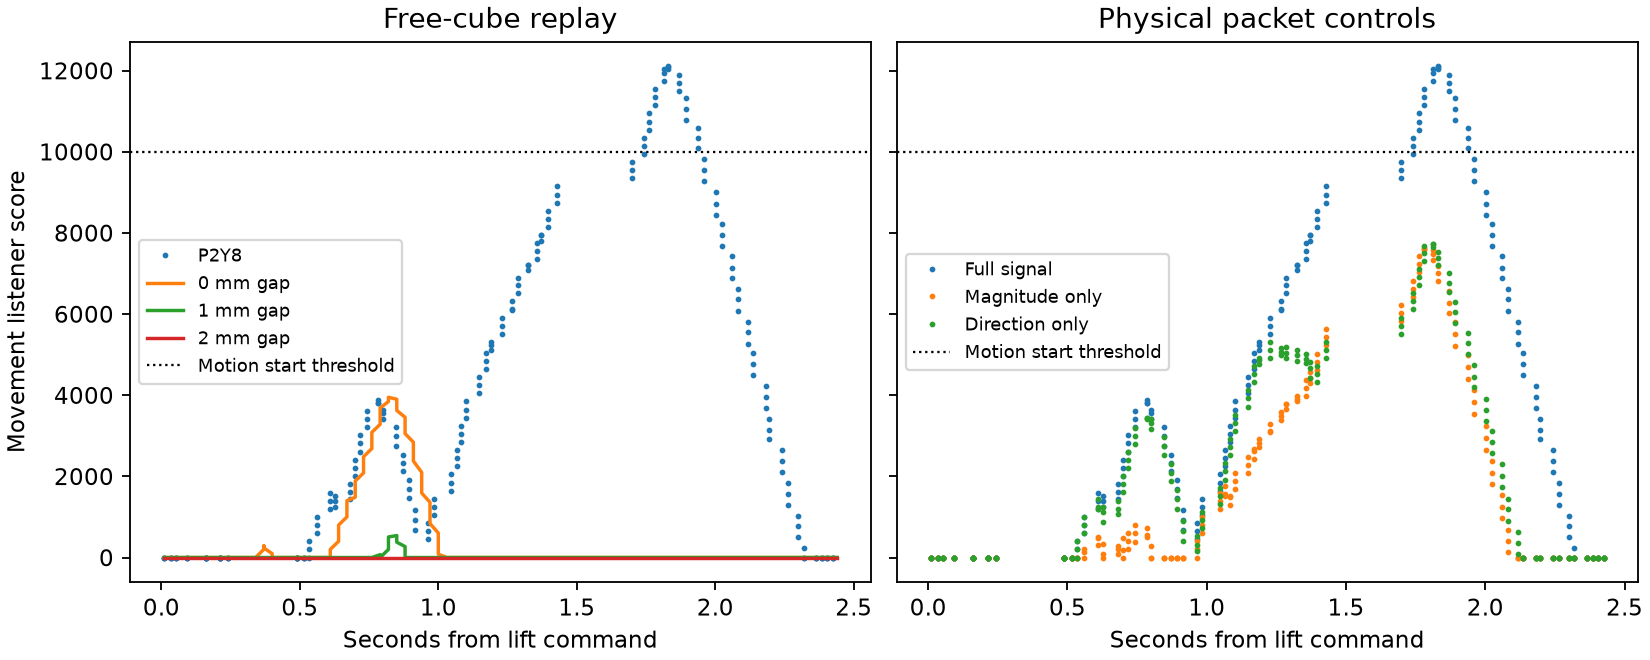 Free-cube replay
Movement listener score
12000
10000
8000
6000
4000
2000
0
P2Y8
0 mm gap
1 mm gap
2 mm gap
Motion start threshold
0.0 0.5 1.0 1.5 2.0 2.5
Seconds from lift command
Physical packet controls
Full signal
Magnitude only
Direction only
Motion start threshold
0.0 0.5 1.0 1.5 2.0 2.5
Seconds from lift command